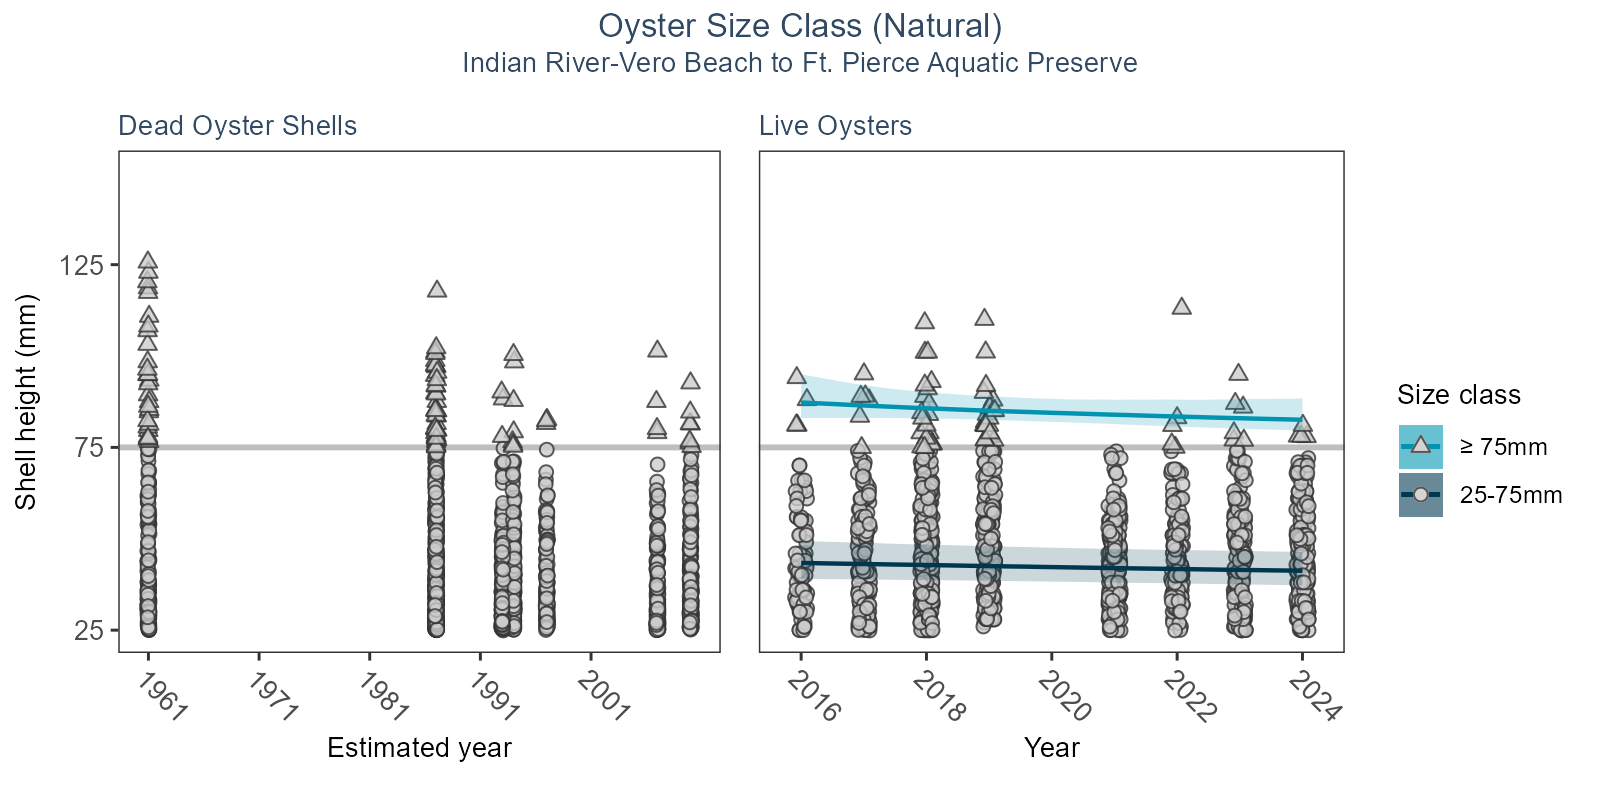 Oyster Size Class (Natural)
Indian River-Vero Beach to Ft. Pierce Aquatic Preserve
Dead Oyster Shells
Live Oysters
Shell height (mm)
125
75
25
1961
1971
1981
1991
2001
Estimated year
2016
2018
2020
2022
2024
Year
Size class
≥ 75mm
25-75mm